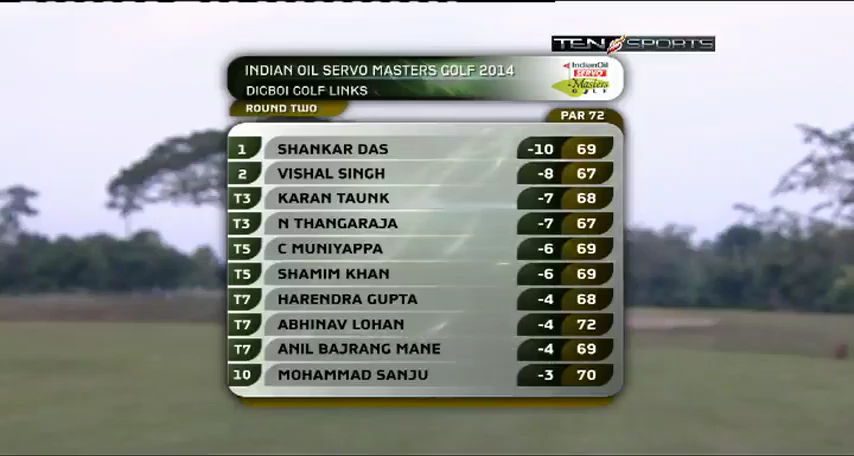 TEN SPORTS
INDIAN OIL SERVO MASTERS GOLF 2014
DIGBOI GOLF LINKS
IndianOil
SERVO
Masters
GOLF
ROUND TWO
PAR 72
1 SHANKAR DAS -10 69
2 VISHAL SINGH -8 67
T3 KARAN TAUNK -7 68
T3 N THANGARAJA -7 67
T5 C MUNIYAPPA -6 69
T5 SHAMIM KHAN -6 69
T7 HARENDRA GUPTA -4 68
T7 ABHINAV LOHAN -4 72
T7 ANIL BAJRANG MANE -4 69
10 MOHAMMAD SANJU -3 70